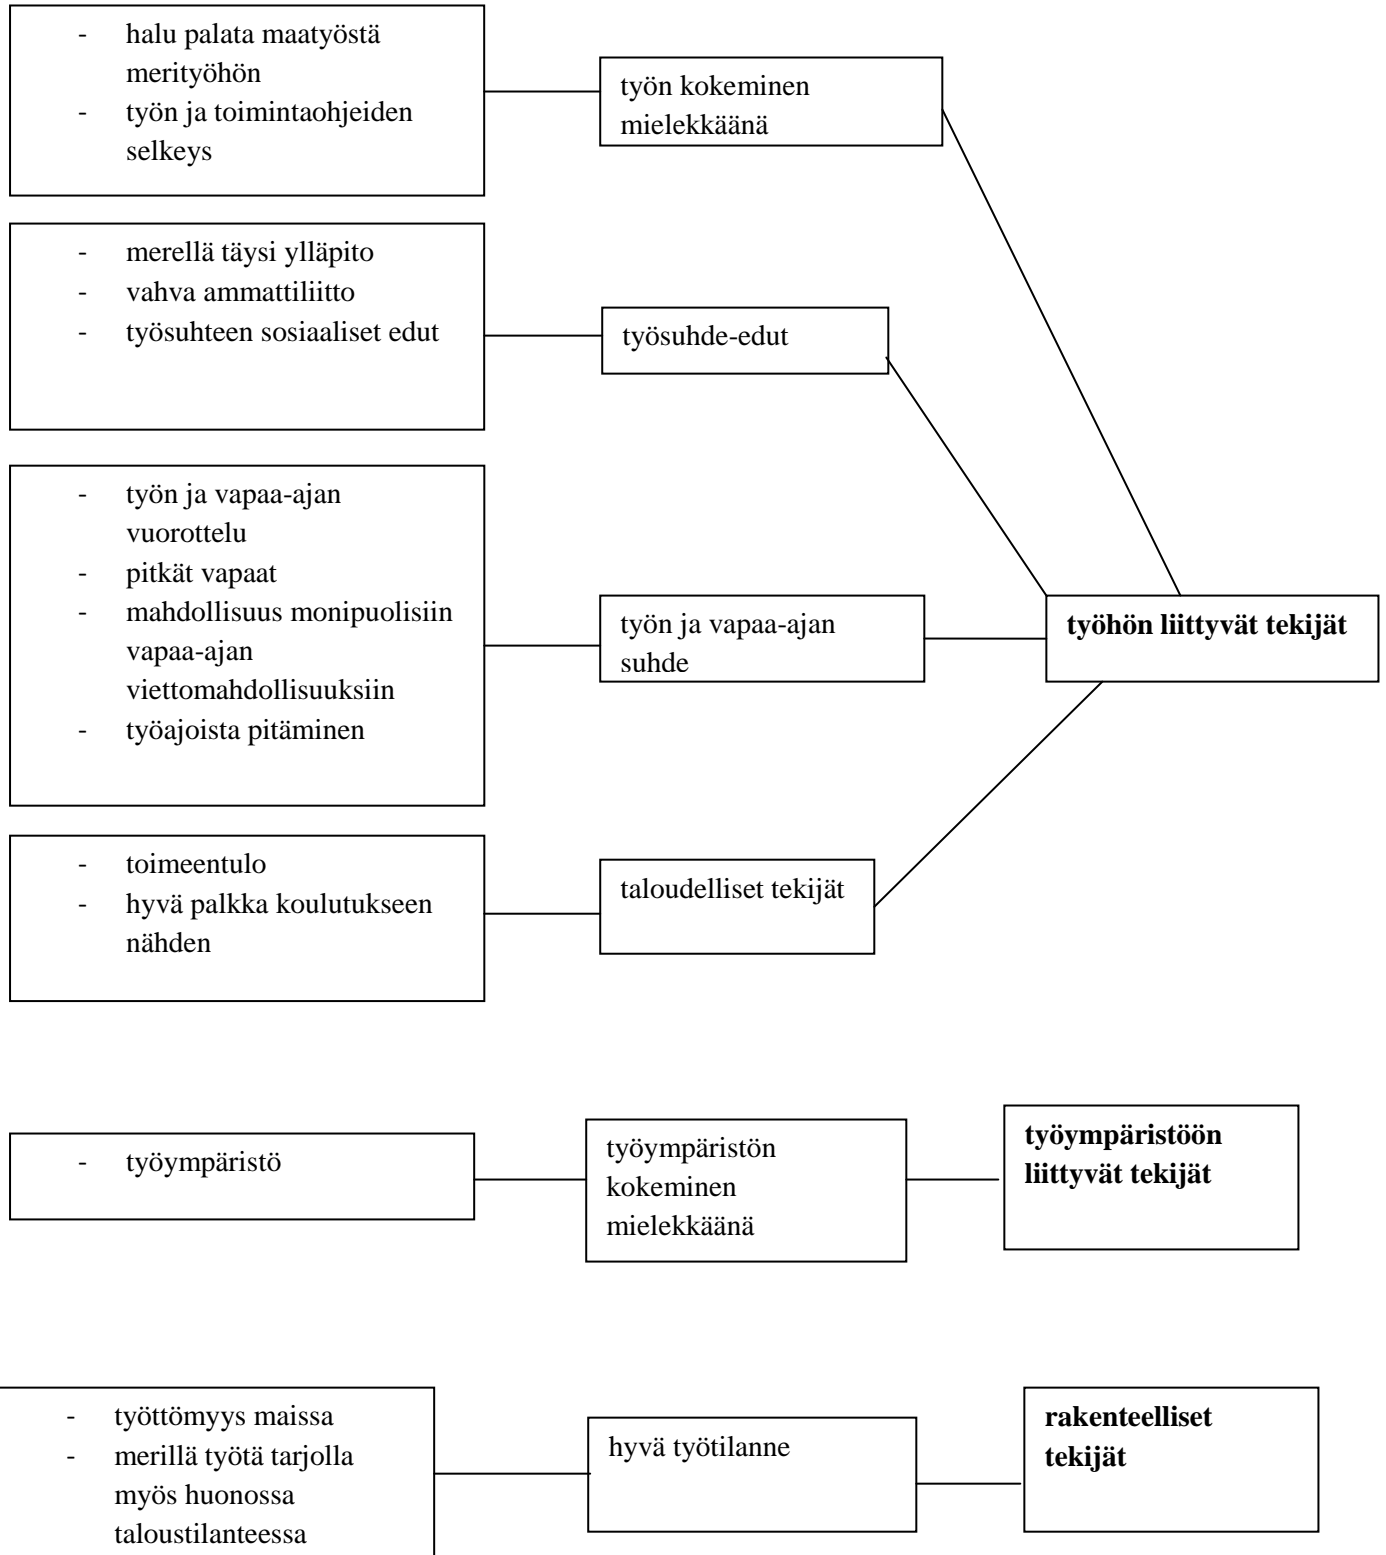 - halu palata maatyöstä
merityöhön
- työn ja toimintaohjeiden
selkeys
työn kokeminen
mielekkäänä
- merellä täysi ylläpito
- vahva ammattiliitto
- työsuhteen sosiaaliset edut
työsuhde-edut
- työn ja vapaa-ajan
vuorottelu
- pitkät vapaat
- mahdollisuus monipuolisiin
vapaa-ajan
viettomahdollisuuksiin
- työajoista pitäminen
työn ja vapaa-ajan
suhde
työhön liittyvät tekijät
- toimeentulo
- hyvä palkka koulutukseen
nähden
taloudelliset tekijät
- työympäristö
työympäristön
kokeminen
mielekkäänä
työympäristöön
liittyvät tekijät
- työttömyys maissa
- merillä työtä tarjolla
myös huonossa
taloustilanteessa
hyvä työtilanne
rakenteelliset
tekijät